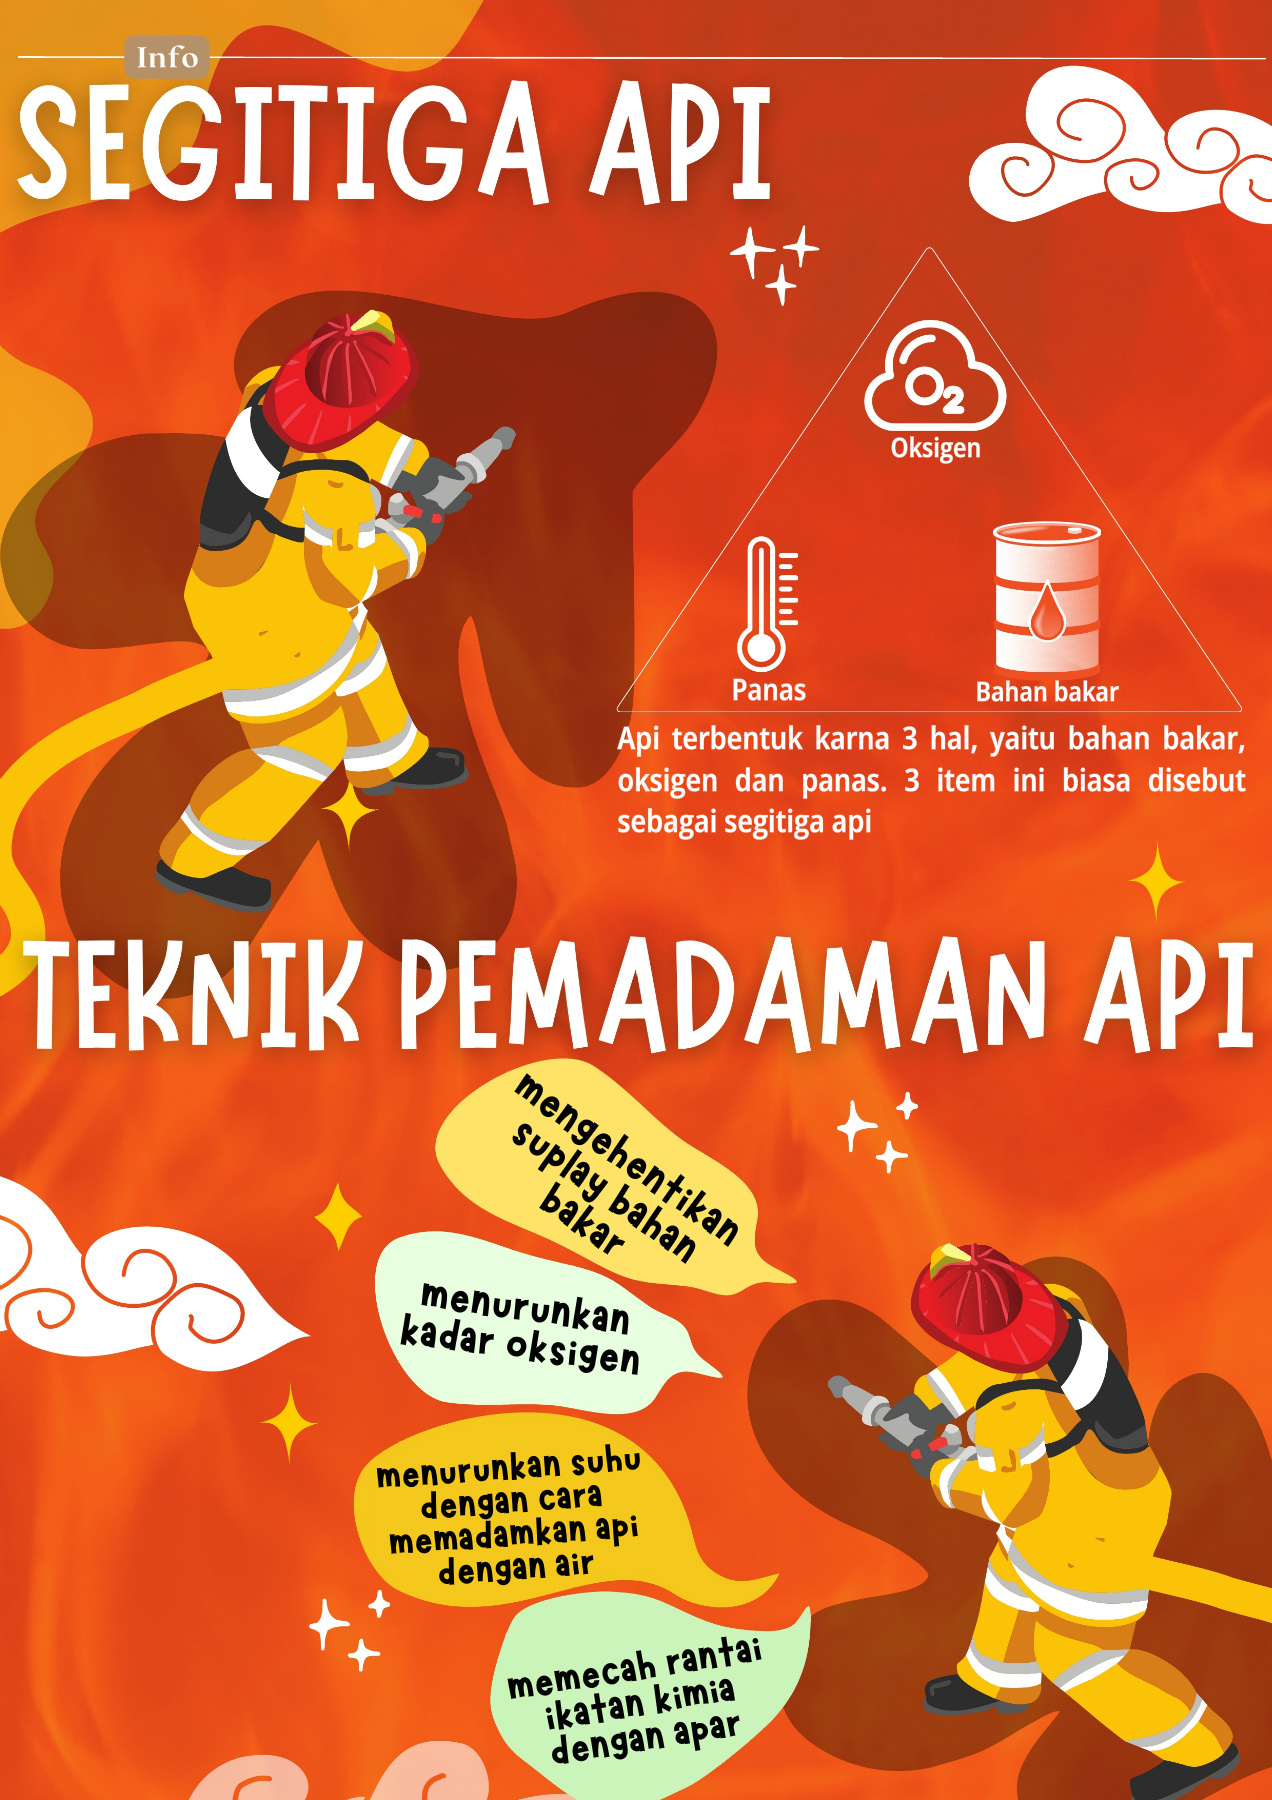 Info
SEGITIGA API
O2
Oksigen
Panas
Bahan bakar
Api terbentuk karna 3 hal, yaitu bahan bakar,
oksigen dan panas. 3 item ini biasa disebut
sebagai segitiga api
TEKNIK PEMADAMAN API
mengehentikan
suplay bahan
bakar
menurunkan
kadar oksigen
menurunkan suhu
dengan cara
memadamkan api
dengan air
memecah rantai
ikatan kimia
dengan apar